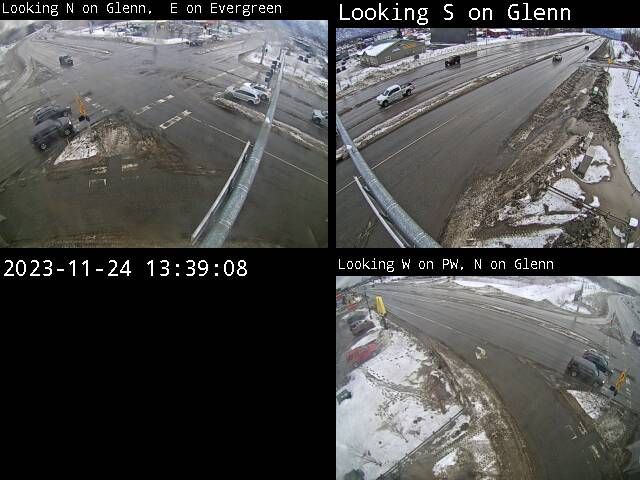 Looking N on Glenn,  E on Evergreen
Looking S on Glenn
2023-11-24 13:39:08
Looking W on PW, N on Glenn